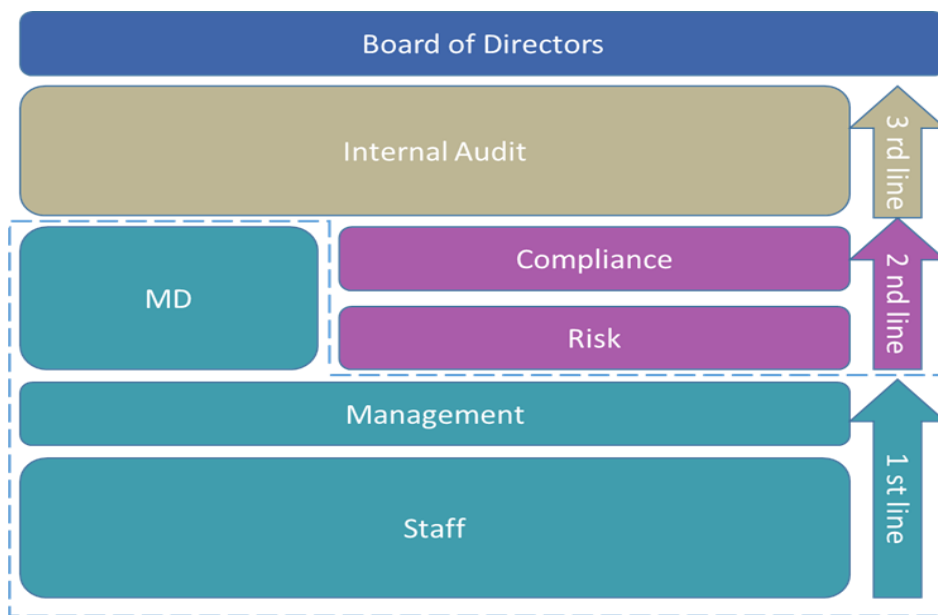 Board of Directors
Internal Audit
3 rd line
MD
Compliance
Risk
2 nd line
Management
Staff
1 st line